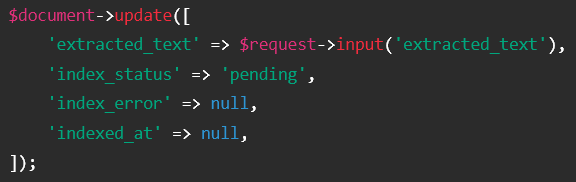 $document->update([
    'extracted_text' => $request->input('extracted_text'),
    'index_status' => 'pending',
    'index_error' => null,
    'indexed_at' => null,
]);